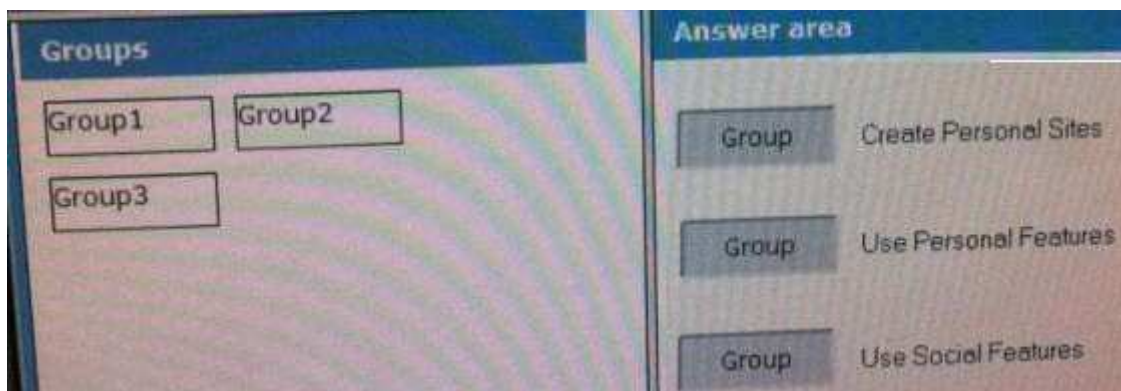 Groups
Group1
Group2
Group3
Answer area
Group Create Personal Sites
Group Use Personal Features
Group Use Social Features